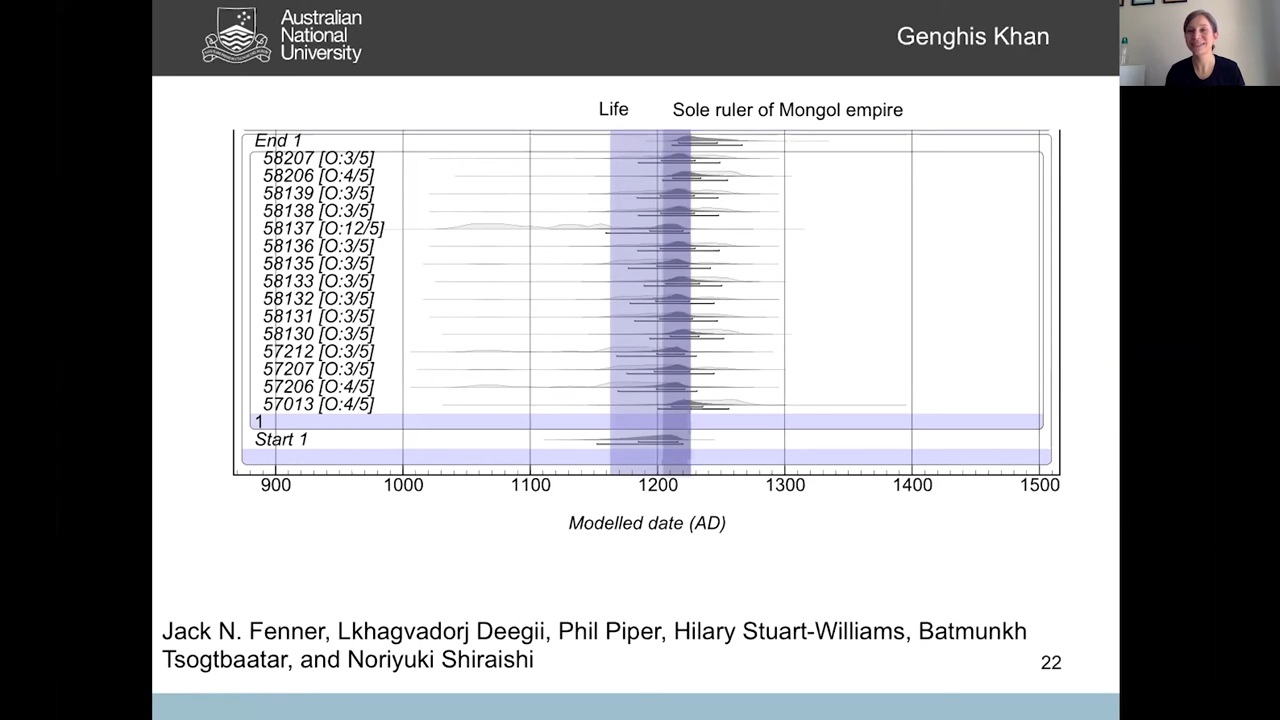 Australian
National
University
Genghis Khan
Life
Sole ruler of Mongol empire
End 1
58207 [O:3/5]
58206 [O:4/5]
58139 [O:3/5]
58138 [O:3/5]
58137 [O:12/5]
58136 [O:3/5]
58135 [O:3/5]
58133 [O:3/5]
58132 [O:3/5]
58131 [O:3/5]
58130 [O:3/5]
57212 [O:3/5]
57207 [O:3/5]
57206 [O:4/5]
57013 [O:4/5]
1
Start 1
900 1000 1100 1200 1300 1400 1500
Modelled date (AD)
Jack N. Fenner, Lkhagvadorj Deegii, Phil Piper, Hilary Stuart-Williams, Batmunkh
Tsogtbaatar, and Noriyuki Shiraishi
22